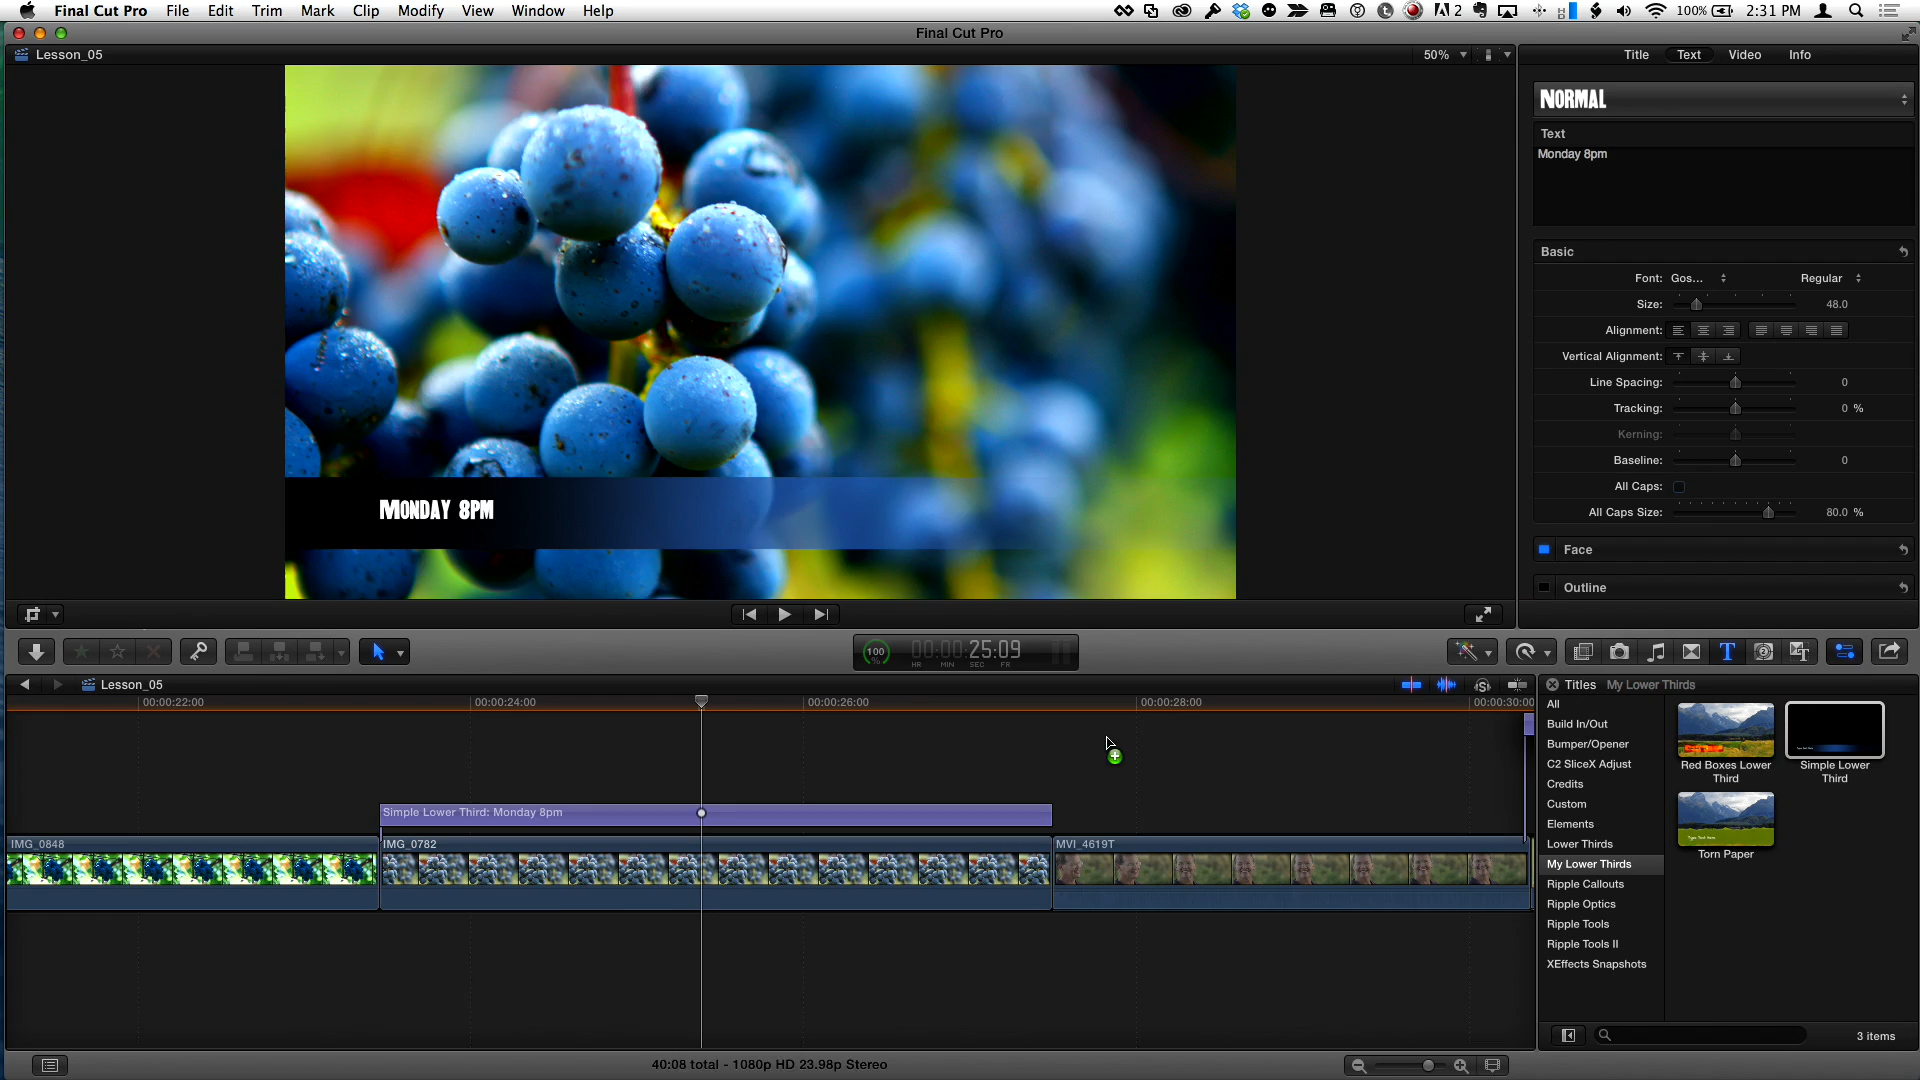 Final Cut Pro File Edit Trim Mark Clip Modify View Window Help 2 100% 2:31 PM
Final Cut Pro
Lesson_05 50% Title Text Video Info
NORMAL
Text
Monday 8pm
Basic
Font: Gos... Regular
Size: 48.0
Alignment:
Vertical Alignment:
Line Spacing: 0
Tracking: 0 %
Kerning:
Baseline: 0
All Caps:
All Caps Size: 80.0 %
Face
Outline
MONDAY 8PM
100 % 00:00:25:09
HR MIN SEC FR
Lesson_05
00:00:22:00 00:00:24:00 00:00:26:00 00:00:28:00 00:00:30:00
Simple Lower Third: Monday 8pm
IMG_0848 IMG_0782 MVI_4619T
Titles My Lower Thirds
All
Build In/Out
Bumper/Opener
C2 SliceX Adjust
Credits
Custom
Elements
Lower Thirds
My Lower Thirds
Ripple Callouts
Ripple Optics
Ripple Tools
Ripple Tools II
XEffects Snapshots
Red Boxes Lower Third
Simple Lower Third
Type Text Here
Torn Paper
3 items
40:08 total - 1080p HD 23.98p Stereo